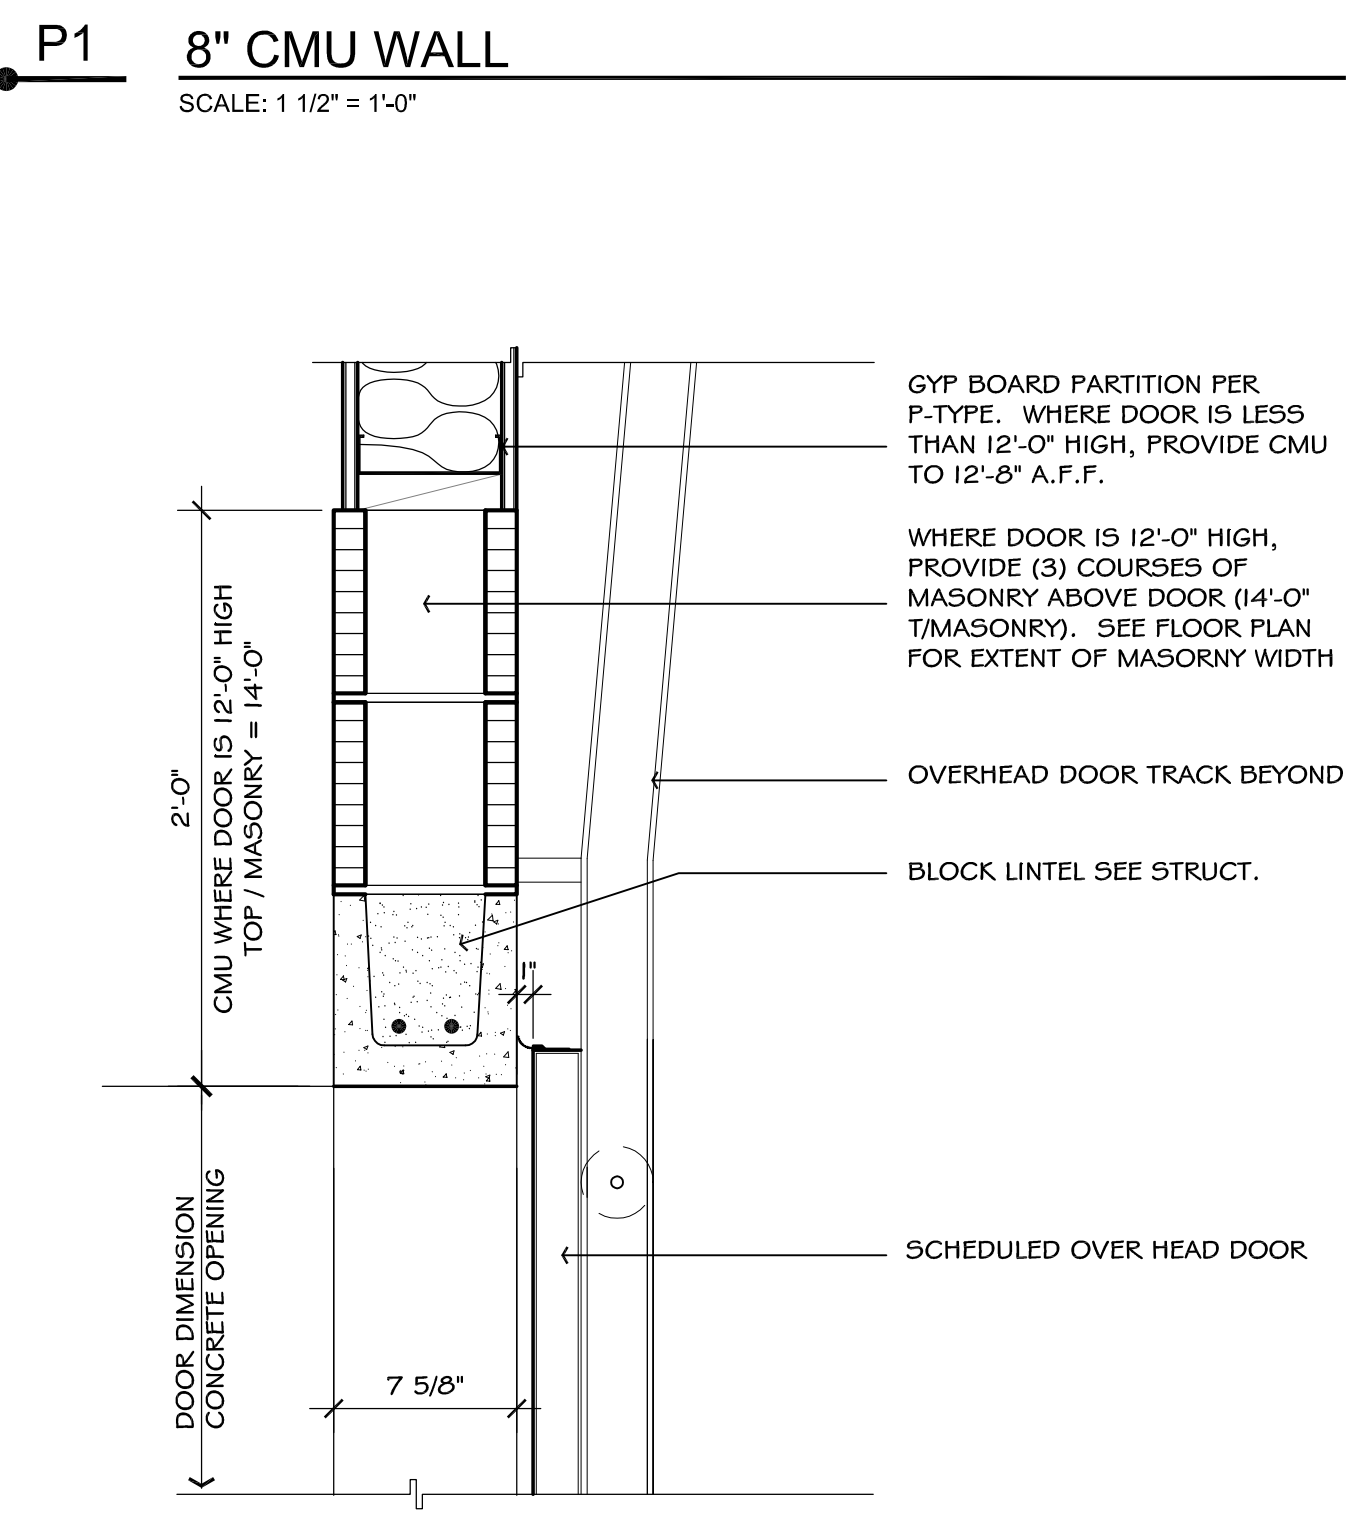 P1
8" CMU WALL
SCALE: 1 1/2" = 1'-0"
GYP BOARD PARTITION PER
P-TYPE. WHERE DOOR IS LESS
THAN 12'-0" HIGH, PROVIDE CMU
TO 12'-8" A.F.F.
WHERE DOOR IS 12'-0" HIGH,
PROVIDE (3) COURSES OF
MASONRY ABOVE DOOR (14'-0"
T/MASONRY). SEE FLOOR PLAN
FOR EXTENT OF MASORNY WIDTH
2'-0"
CMU WHERE DOOR IS 12'-0" HIGH
TOP / MASONRY = 14'-0"
OVERHEAD DOOR TRACK BEYOND
BLOCK LINTEL SEE STRUCT.
1"
DOOR DIMENSION
CONCRETE OPENING
SCHEDULED OVER HEAD DOOR
7 5/8"